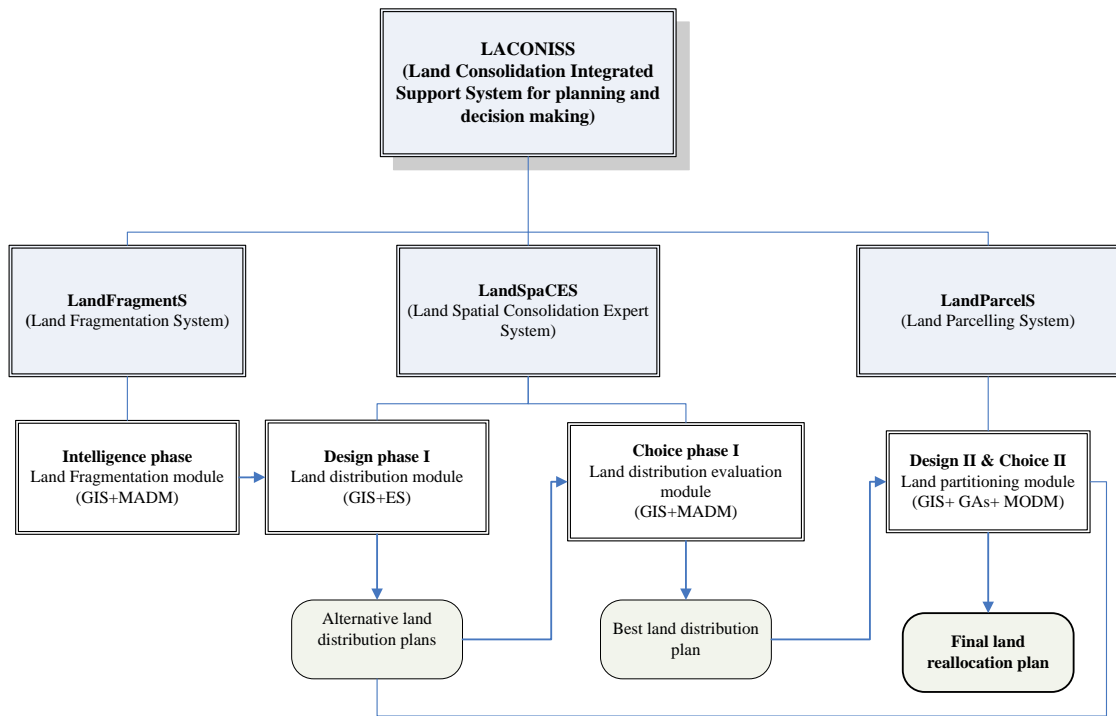 LACONISS
(Land Consolidation Integrated
Support System for planning and
decision making)
LandFragmentS
(Land Fragmentation System)
LandSpaCES
(Land Spatial Consolidation Expert
System)
LandParcelS
(Land Parcelling System)
Intelligence phase
Land Fragmentation module
(GIS+MADM)
Design phase I
Land distribution module
(GIS+ES)
Choice phase I
Land distribution evaluation
module
(GIS+MADM)
Design II & Choice II
Land partitioning module
(GIS+ GAs+ MODM)
Alternative land
distribution plans
Best land distribution
plan
Final land
reallocation plan